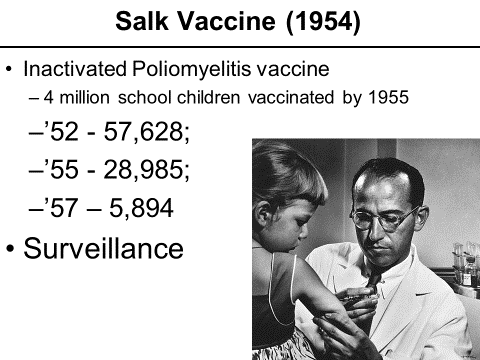 Salk Vaccine (1954)
• Inactivated Poliomyelitis vaccine
– 4 million school children vaccinated by 1955
–’52 - 57,628;
–’55 - 28,985;
–’57 – 5,894
• Surveillance